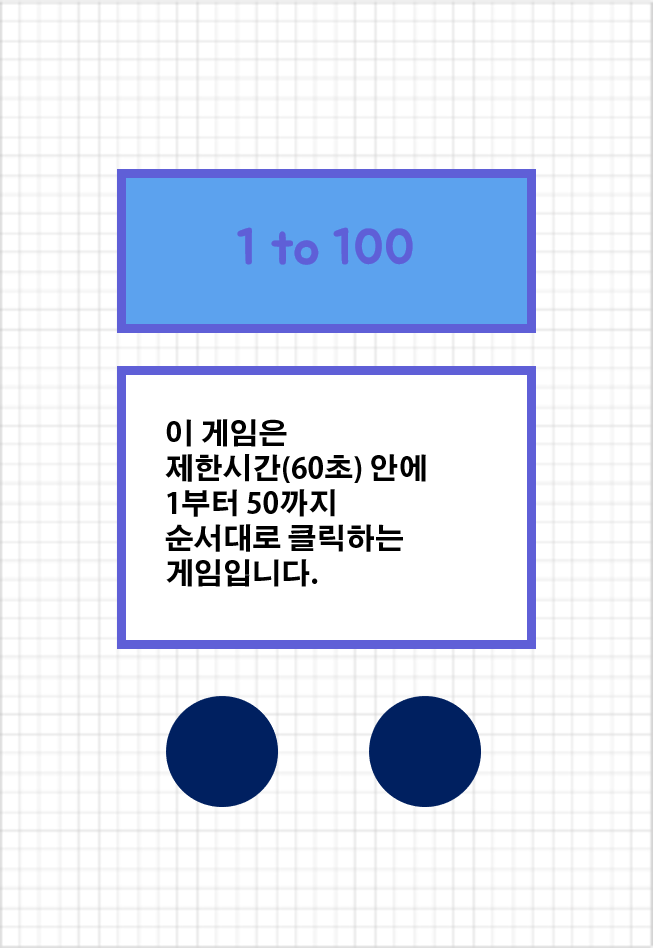 1 to 100
이 게임은
제한시간(60초) 안에
1부터 50까지
순서대로 클릭하는
게임입니다.